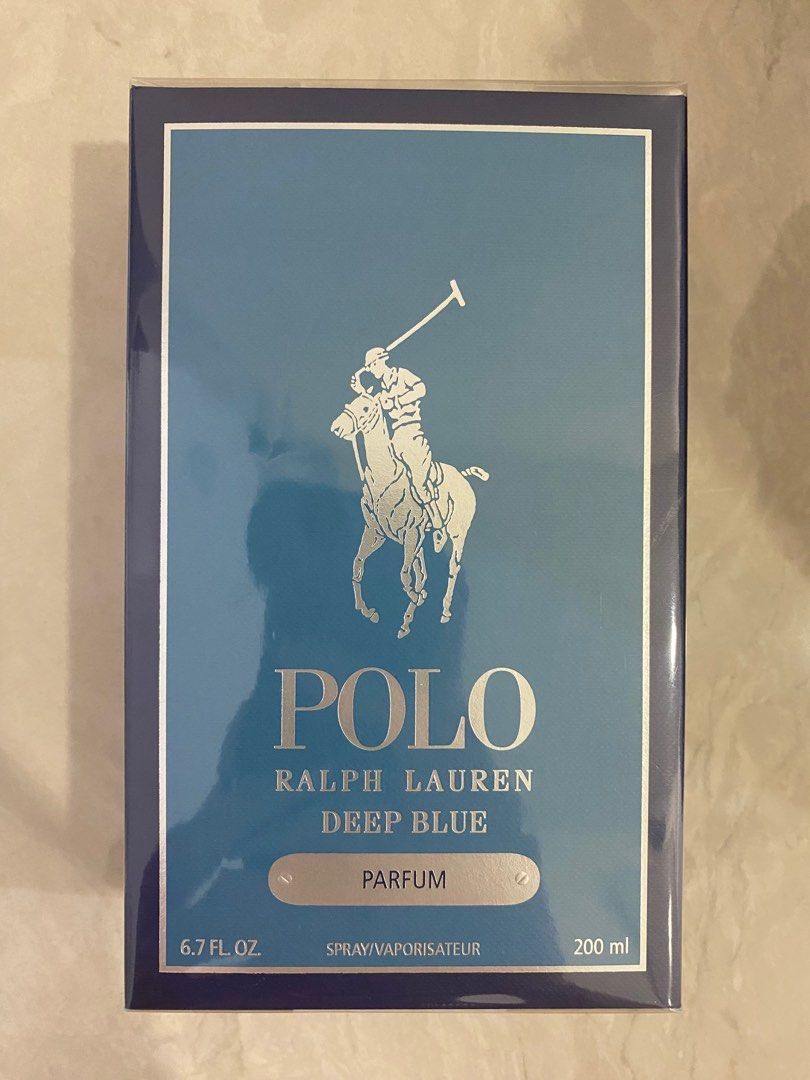 POLO
RALPH LAUREN
DEEP BLUE
PARFUM
6.7 FL. OZ. SPRAY/VAPORISATEUR 200 ml